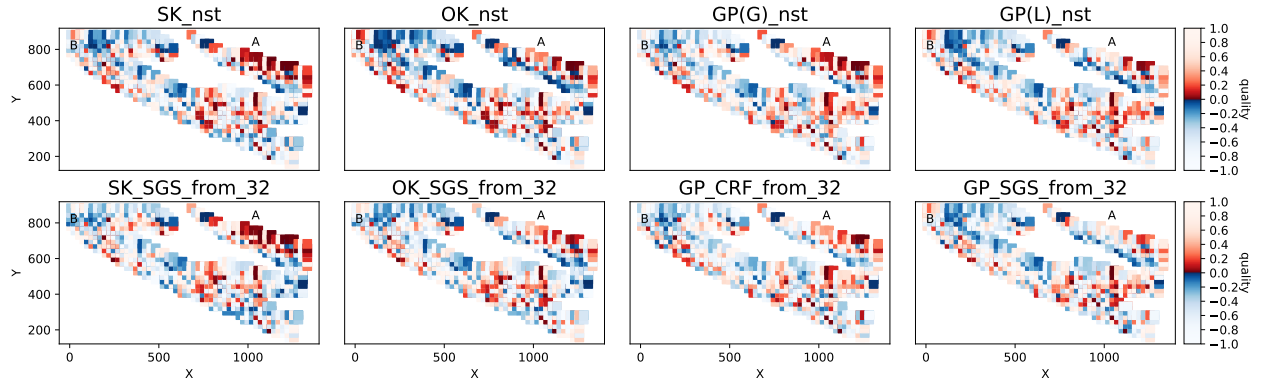 SK_nst
OK_nst
GP(G)_nst
GP(L)_nst
Y
800
600
400
200
B
A
B
A
B
A
B
A
1.0
0.8
0.6
0.4
0.2
0.0
−0.2
−0.4
−0.6
−0.8
−1.0
quality
SK_SGS_from_32
OK_SGS_from_32
GP_CRF_from_32
GP_SGS_from_32
Y
800
600
400
200
B
A
B
A
B
A
B
A
1.0
0.8
0.6
0.4
0.2
0.0
−0.2
−0.4
−0.6
−0.8
−1.0
quality
0
500
1000
0
500
1000
0
500
1000
0
500
1000
X
X
X
X